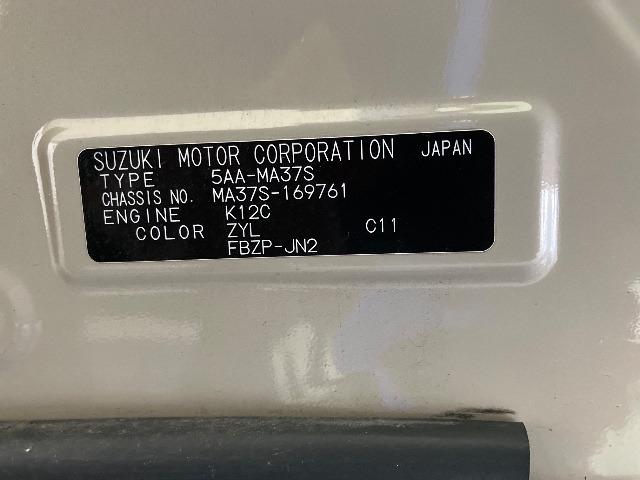 SUZUKI MOTOR CORPORATION JAPAN
TYPE 5AA-MA37S
CHASSIS NO. MA37S-169761
ENGINE K12C
COLOR ZYL C11
FBZP-JN2